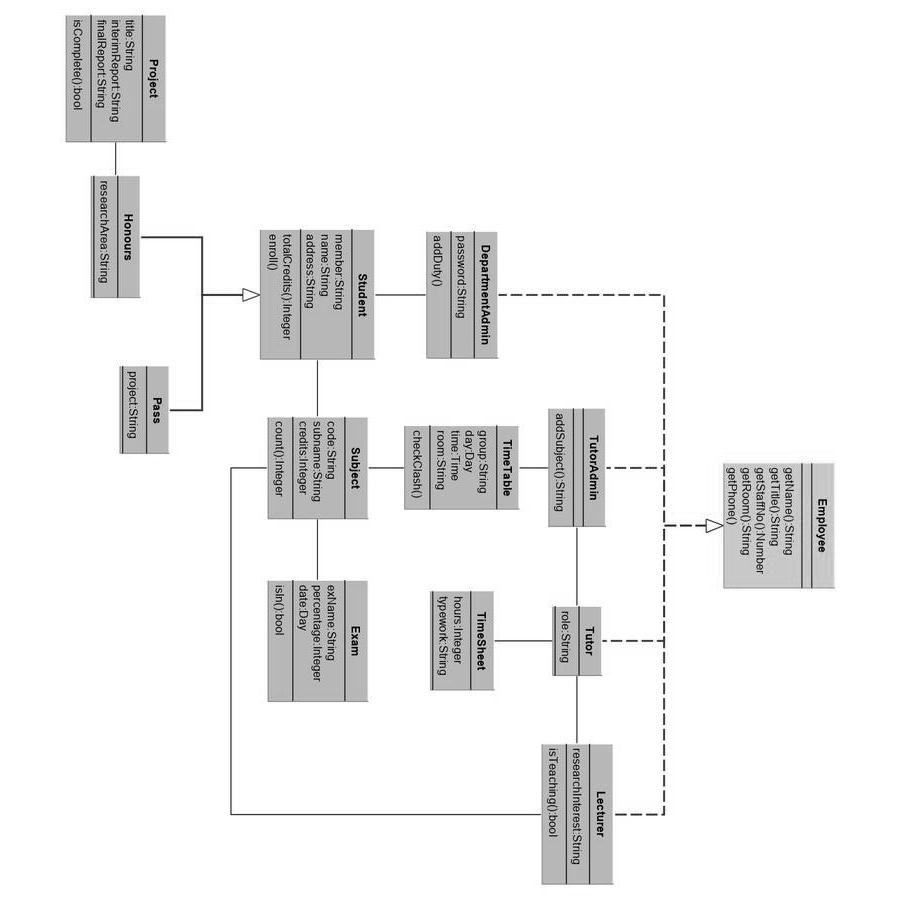 Employee
getName():String
getTitle():String
getStaffNo():Number
getRoom():String
getPhone()
DepartmentAdmin
password:String
addDuty()
TutorAdmin
addSubject():String
Tutor
role:String
Lecturer
researchInterest:String
isTeaching():bool
Student
member:String
name:String
address:String
totalCredits():Integer
enroll()
TimeTable
group:String
day:Day
time:Time
room:String
checkClash()
TimeSheet
hours:Integer
typework:String
Subject
code:String
subname:String
credits:Integer
count():Integer
Exam
exName:String
percentage:Integer
date:Day
isIn():bool
Project
title:String
interimReport:String
finalReport:String
isComplete():bool
Honours
researchArea:String
Pass
project:String